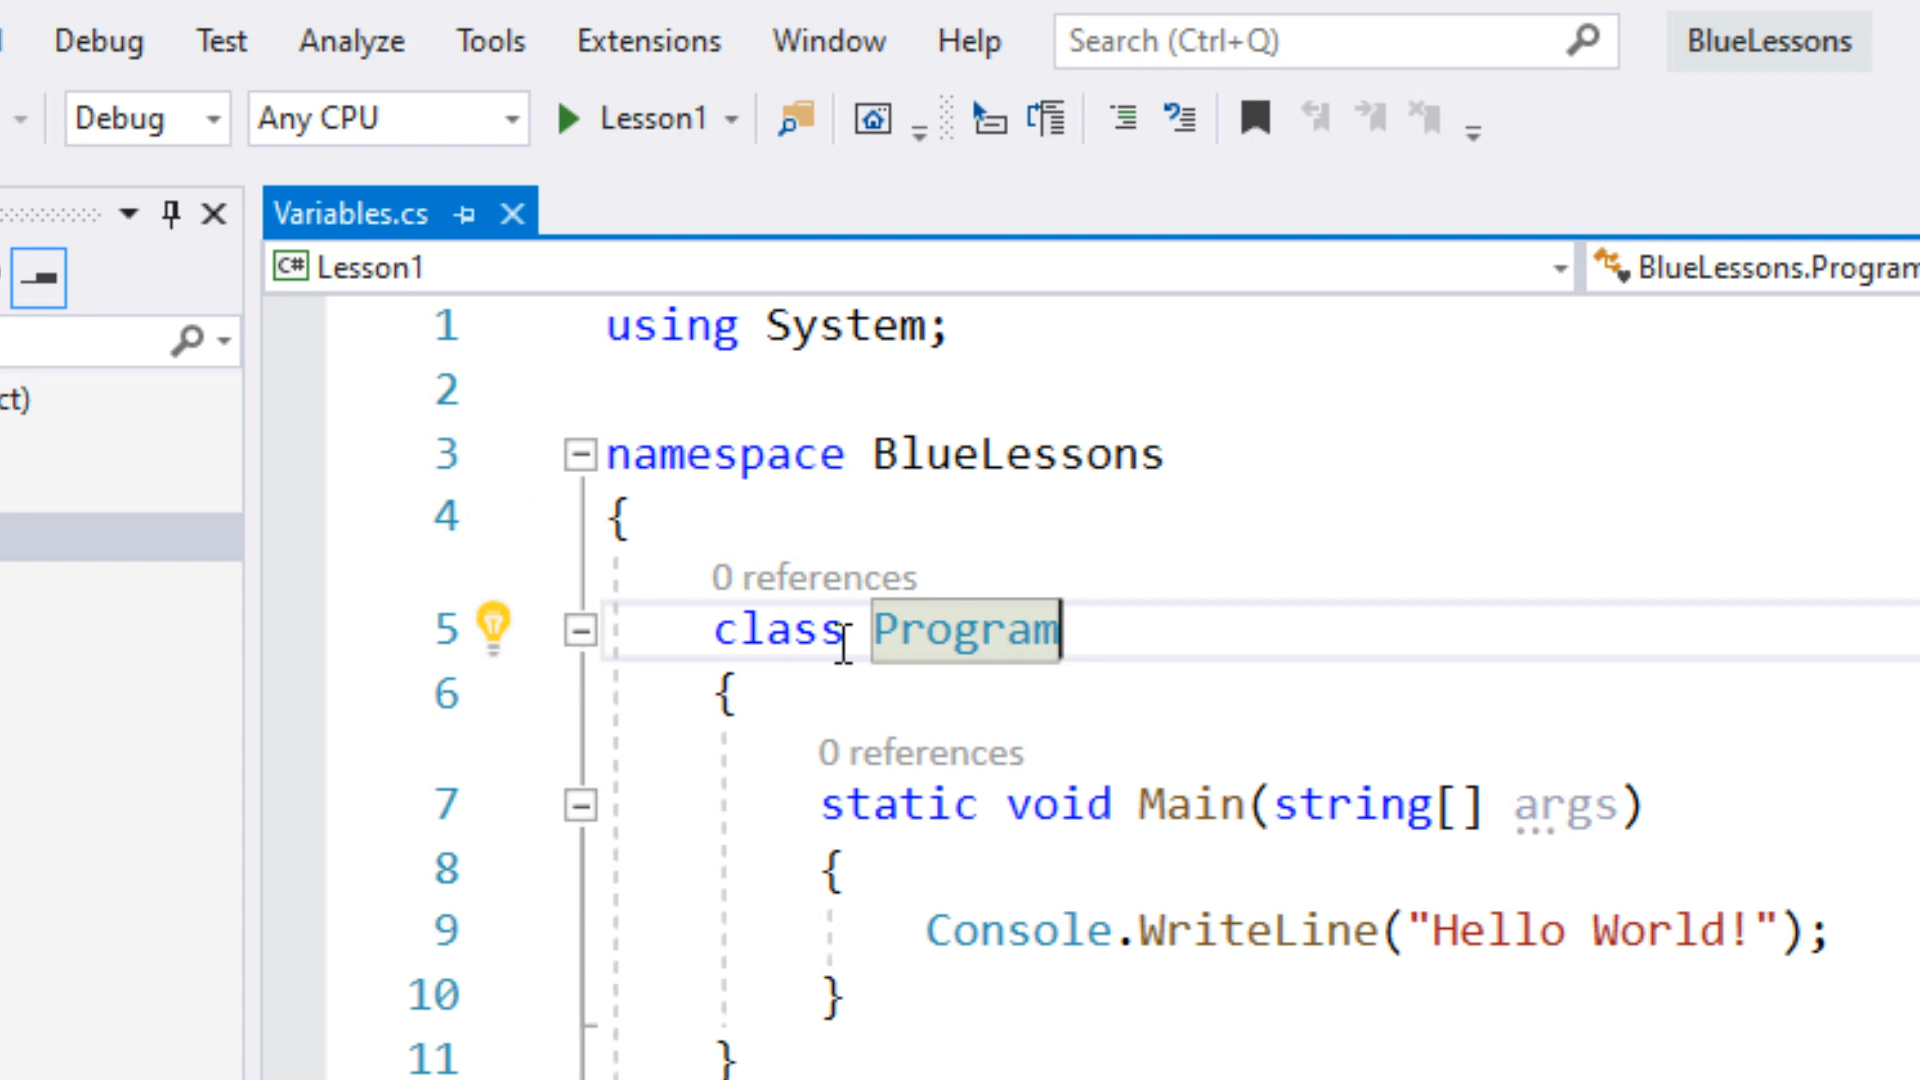 Debug Test Analyze Tools Extensions Window Help Search (Ctrl+Q) BlueLessons
Debug Any CPU Lesson1
Variables.cs
C# Lesson1 BlueLessons.Program
ct)
1 using System;
2
3 namespace BlueLessons
4 {
0 references
5 class Program
6 {
0 references
7 static void Main(string[] args)
8 {
9 Console.WriteLine("Hello World!");
10 }
11 }